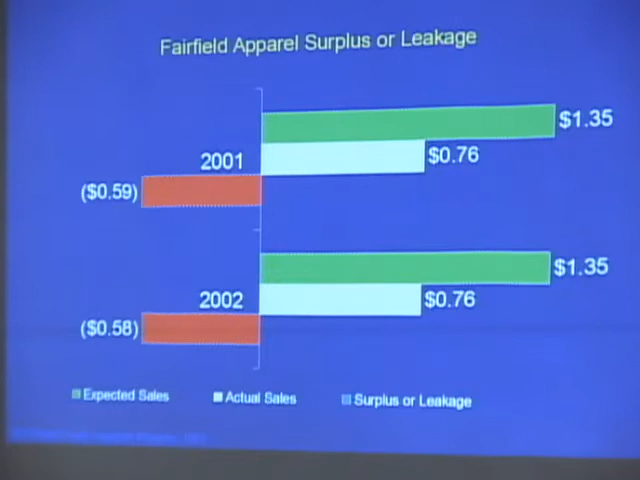 Fairfield Apparel Surplus or Leakage
$1.35
2001
$0.76
($0.59)
$1.35
2002
$0.76
($0.58)
Expected Sales
Actual Sales
Surplus or Leakage